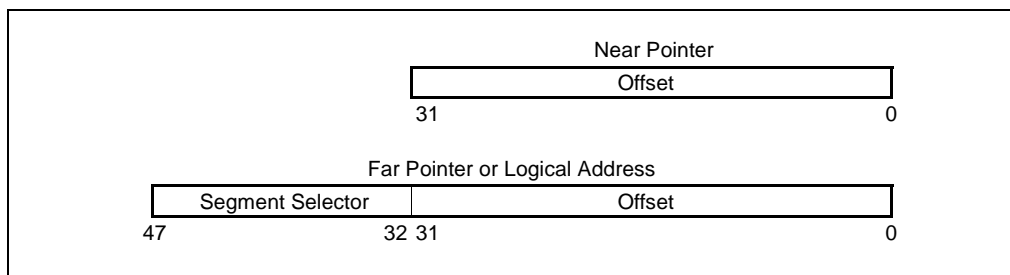 Near Pointer
Offset
31 0
Far Pointer or Logical Address
Segment Selector Offset
47 32 31 0